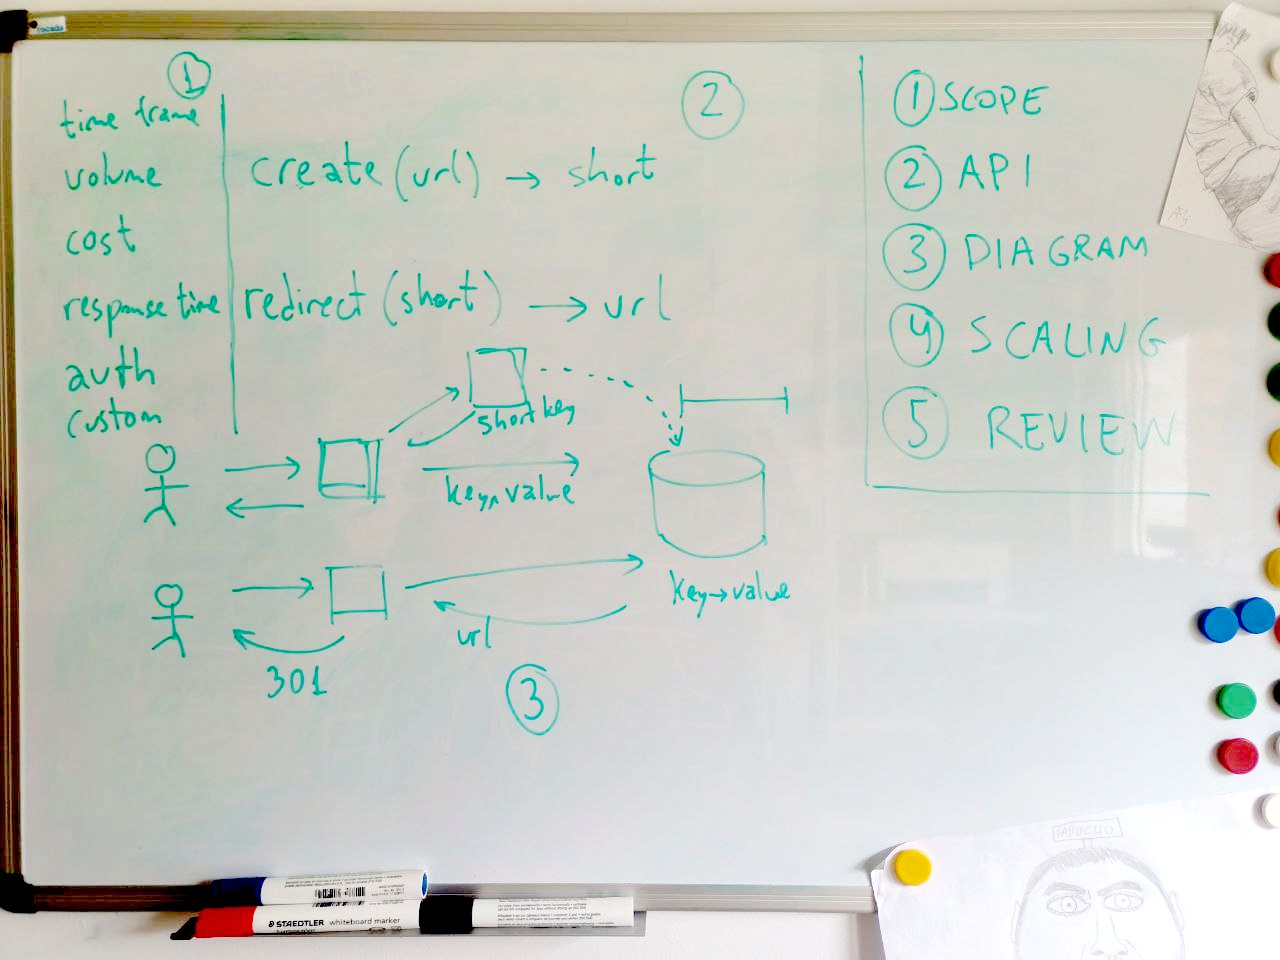 1
time frame
volume
cost
response time
auth
custom
2
create (url) → short
redirect (short) → url
short key
key, value
key→value
url
301
3
1 SCOPE
2 API
3 DIAGRAM
4 SCALING
5 REVIEW
STAEDTLER whiteboard marker